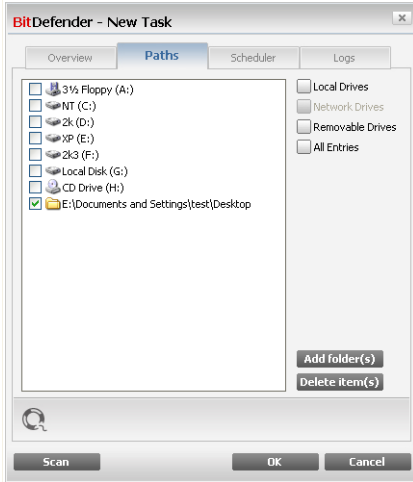 BitDefender - New Task
Overview Paths Scheduler Logs
3½ Floppy (A:)
NT (C:)
2k (D:)
XP (E:)
2k3 (F:)
Local Disk (G:)
CD Drive (H:)
E:\Documents and Settings\test\Desktop
Local Drives
Network Drives
Removable Drives
All Entries
Add folder(s)
Delete item(s)
Scan OK Cancel